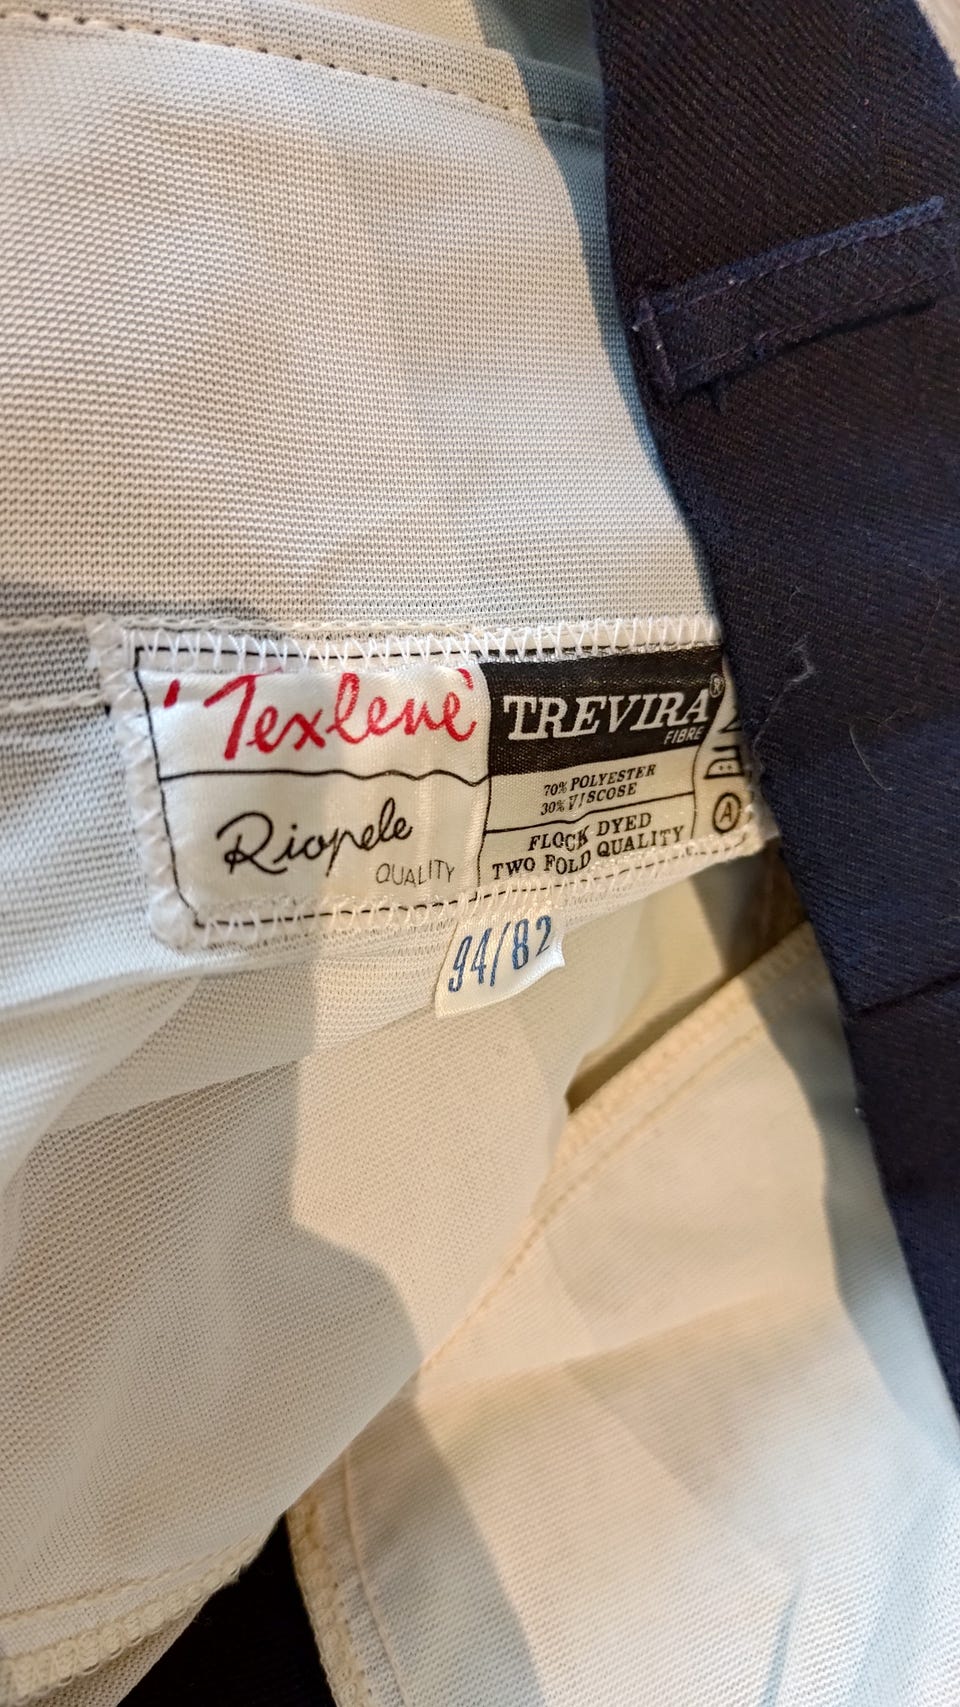 'Texlene'
Riopele
QUALITY
TREVIRA®
FIBRE
70% POLYESTER
30% VISCOSE
FLOCK DYED
TWO FOLD QUALITY
A
94/82